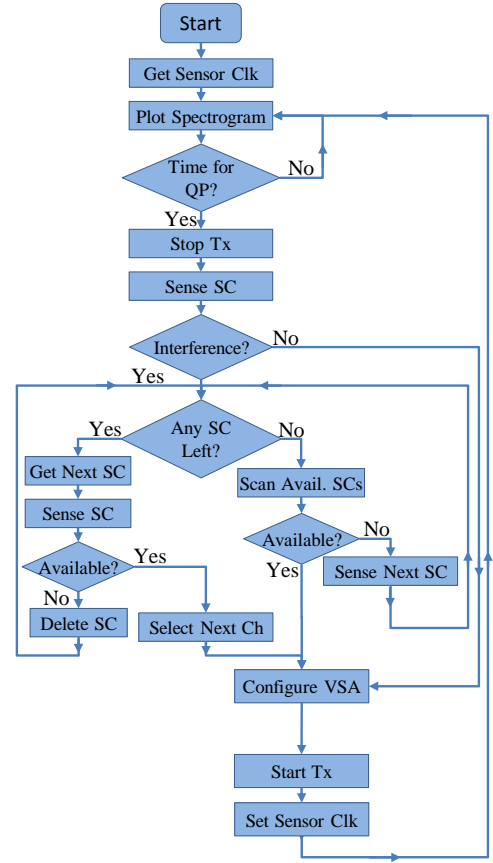 Start
Get Sensor Clk
Plot Spectrogram
Time for
QP?
No
Yes
Stop Tx
Sense SC
Interference?
No
Yes
Any SC
Left?
Yes
No
Get Next SC
Scan Avail. SCs
Sense SC
Available?
No
Available?
Yes
Yes
Sense Next SC
No
Delete SC
Select Next Ch
Configure VSA
Start Tx
Set Sensor Clk